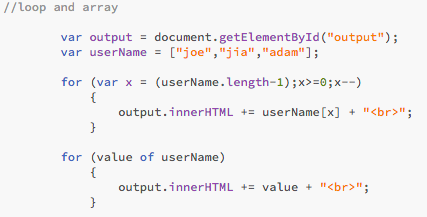 //loop and array
var output = document.getElementById("output");
var userName = ["joe","jia","adam"];
for (var x = (userName.length-1);x>=0;x--)
{
output.innerHTML += userName[x] + "<br>";
}
for (value of userName)
{
output.innerHTML += value + "<br>";
}